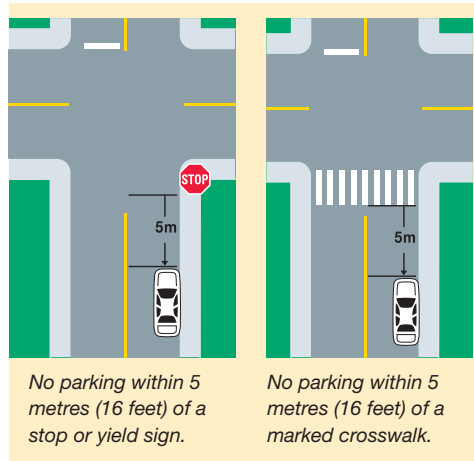 STOP
5m
No parking within 5
metres (16 feet) of a
stop or yield sign.
5m
No parking within 5
metres (16 feet) of a
marked crosswalk.